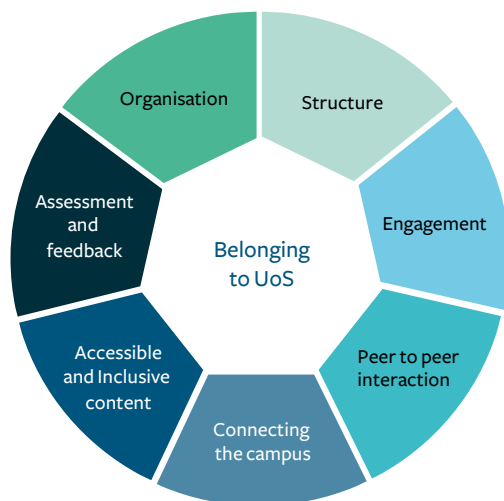 Organisation
Structure
Engagement
Peer to peer
interaction
Connecting
the campus
Accessible
and Inclusive
content
Assessment
and
feedback
Belonging
to UoS